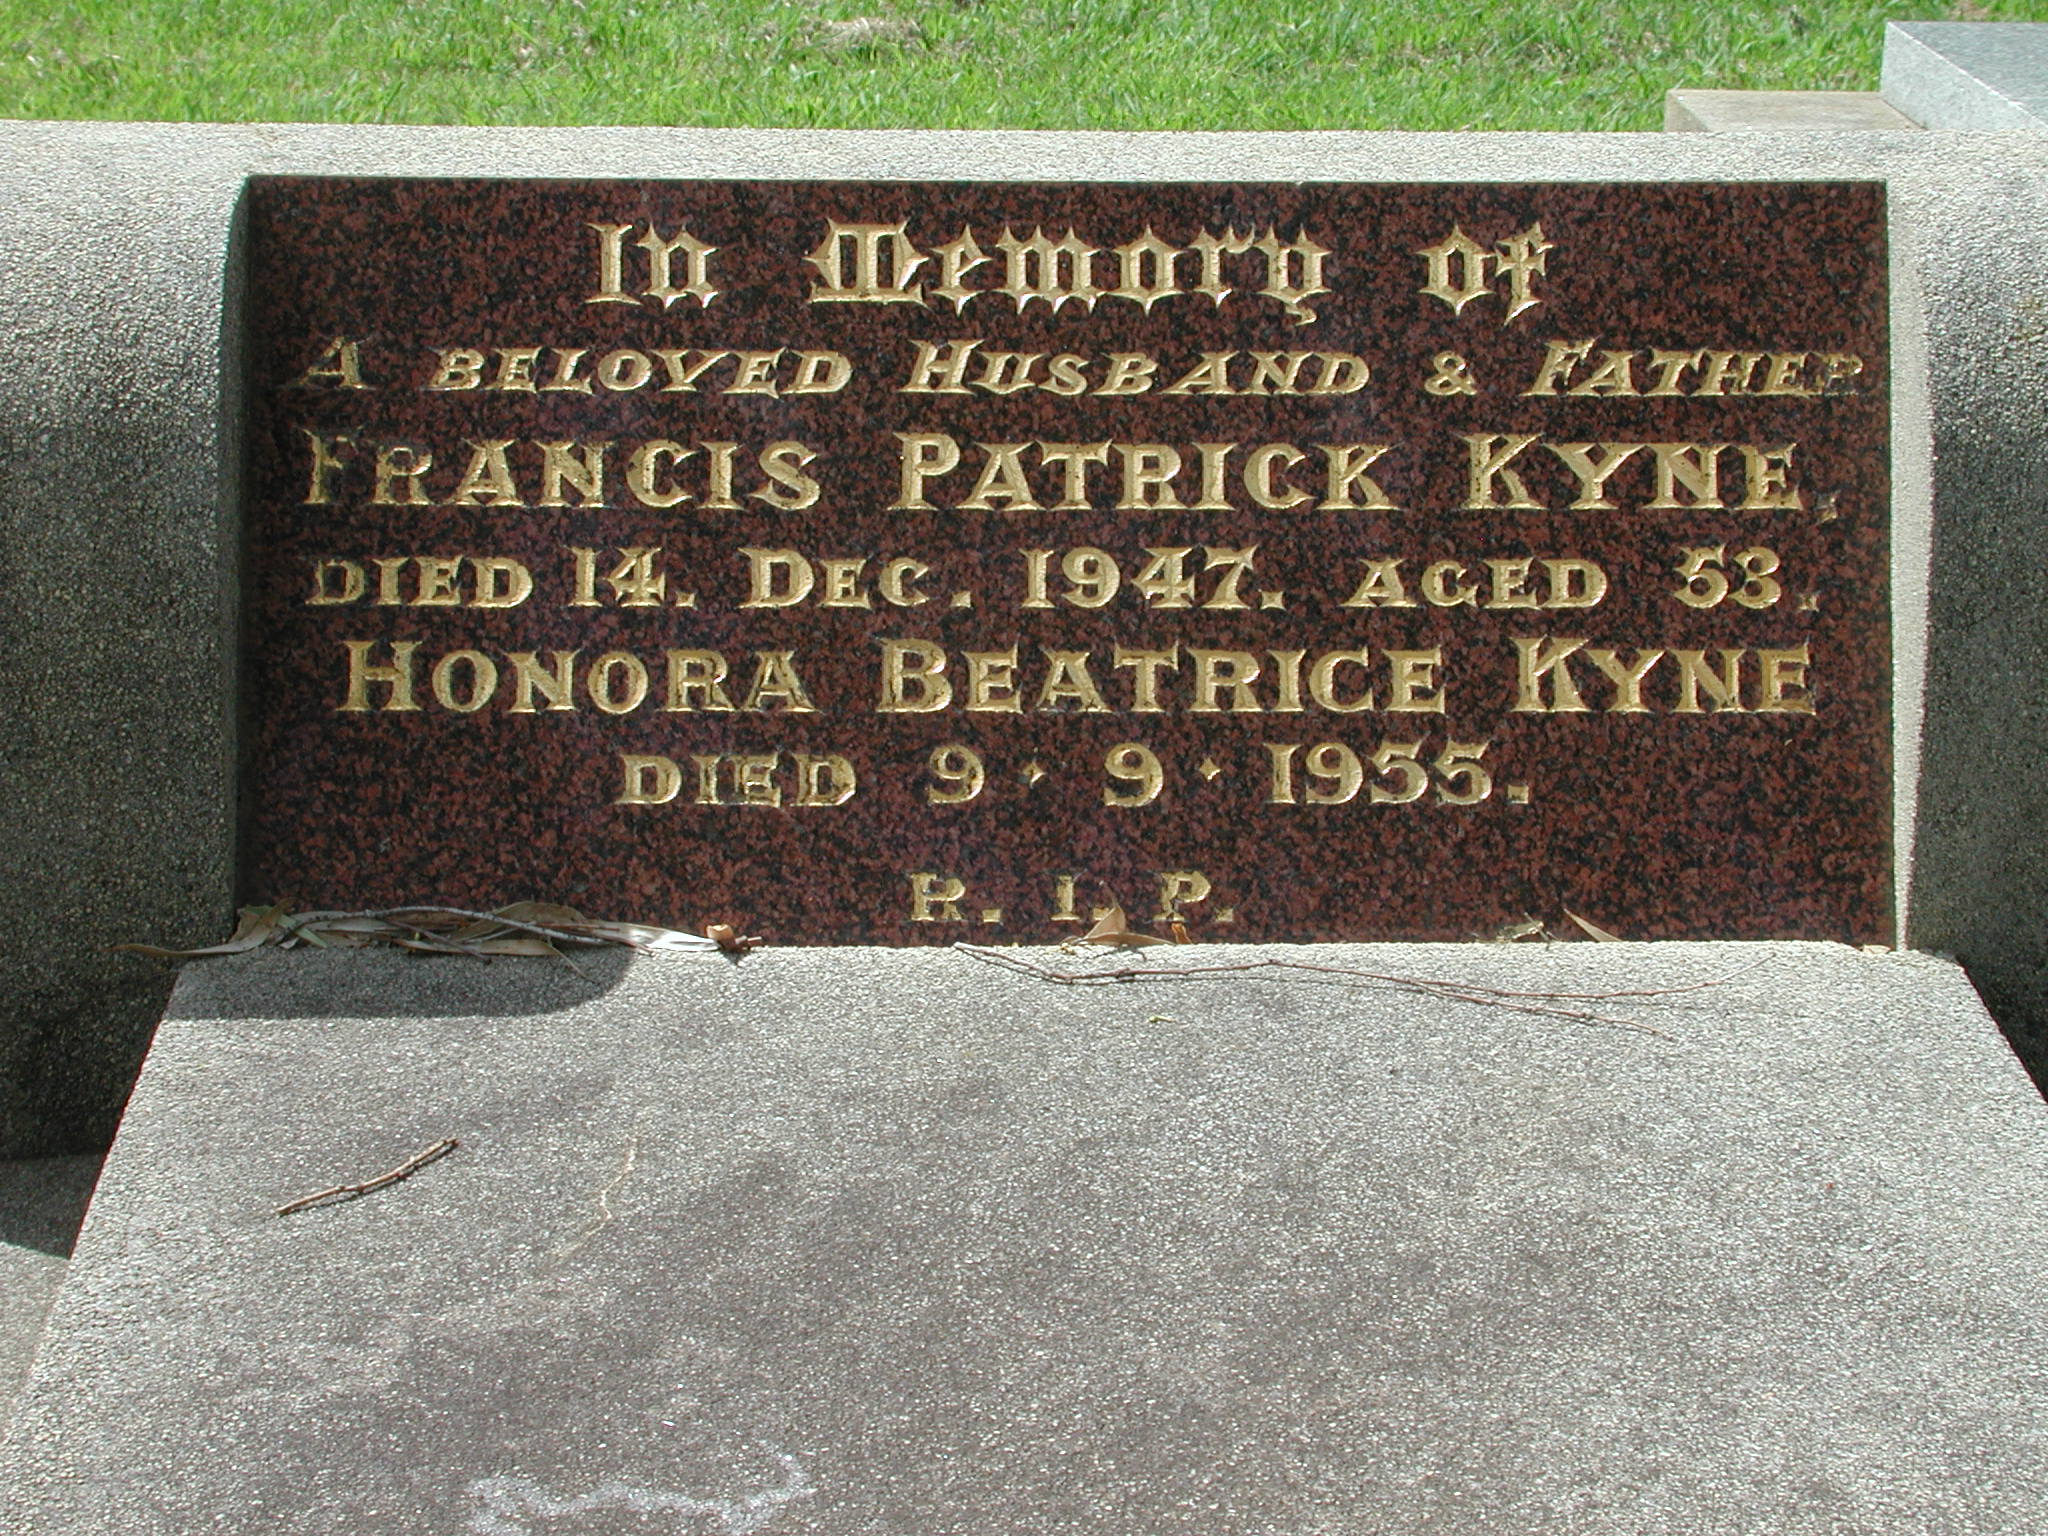 In Memory of
A BELOVED HUSBAND & FATHER
FRANCIS PATRICK KYNE,
DIED 14. DEC. 1947. AGED 53.
HONORA BEATRICE KYNE
DIED 9 · 9 · 1955.
R. I. P.